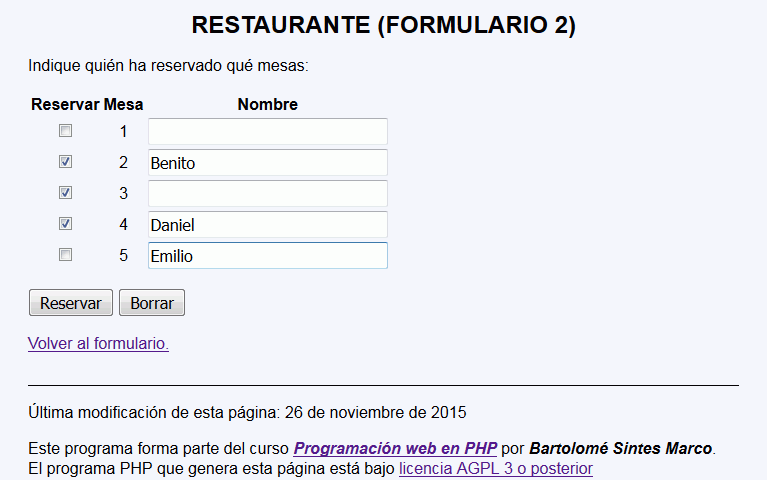 RESTAURANTE (FORMULARIO 2)
Indique quién ha reservado qué mesas:
Reservar Mesa Nombre
1
2 Benito
3
4 Daniel
5 Emilio
Reservar Borrar
Volver al formulario.
Última modificación de esta página: 26 de noviembre de 2015
Este programa forma parte del curso Programación web en PHP por Bartolomé Sintes Marco.
El programa PHP que genera esta página está bajo licencia AGPL 3 o posterior